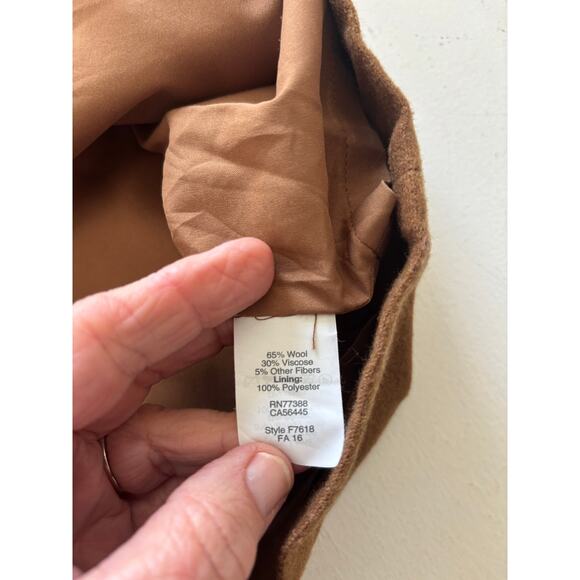 65% Wool
30% Viscose
5% Other Fibers
Lining:
100% Polyester
RN77388
CA56445
Style F7618
FA 16